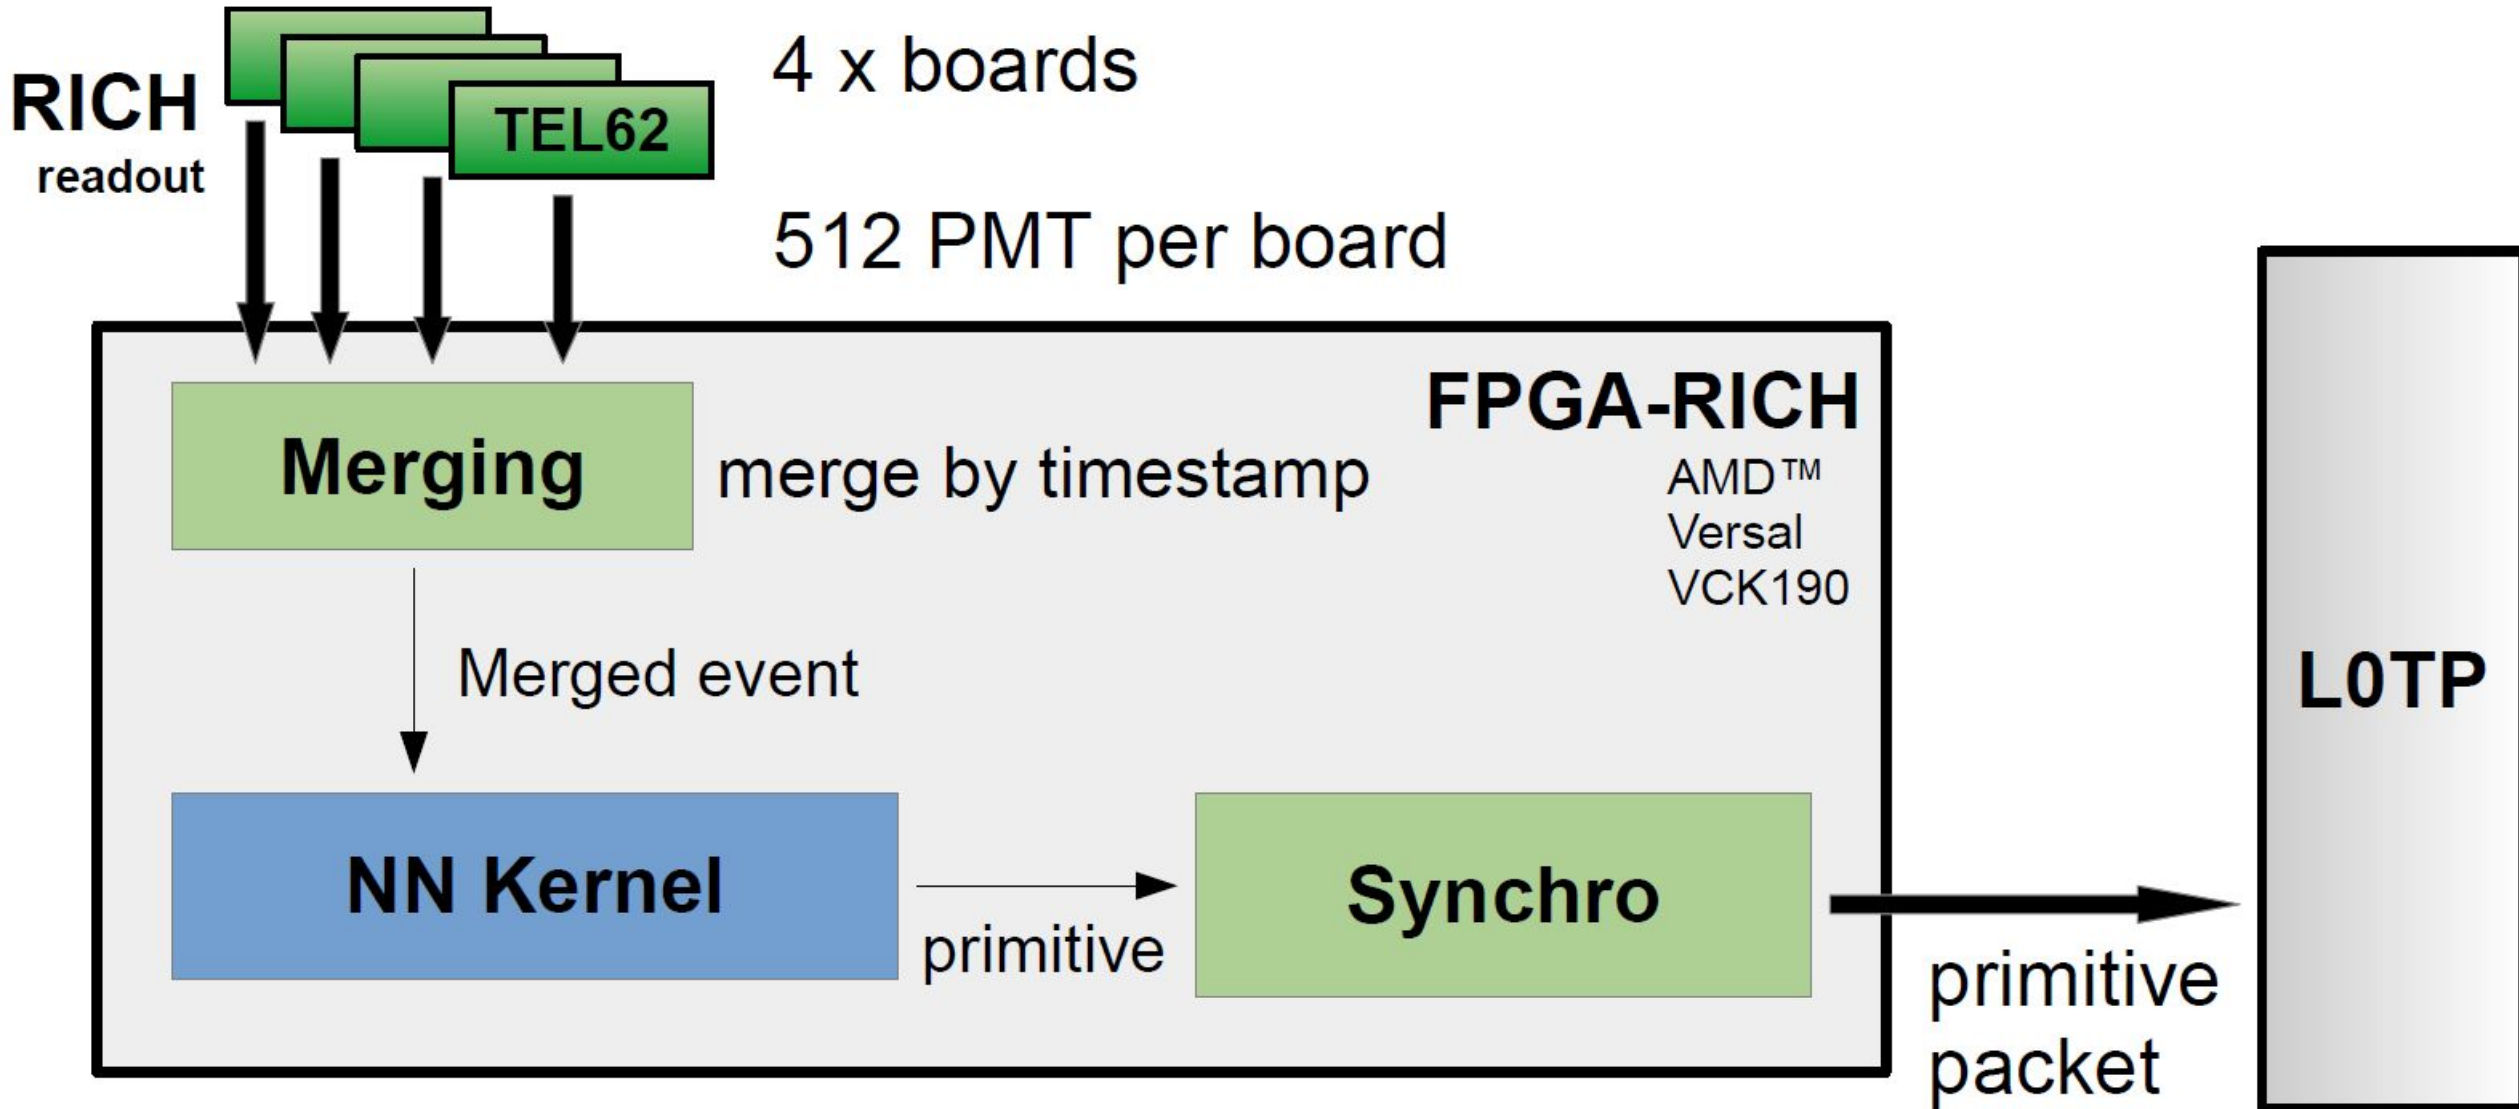 4 x boards
RICH
readout
TEL62
512 PMT per board
FPGA-RICH
AMD™
Versal
VCK190
Merging
merge by timestamp
Merged event
NN Kernel
primitive
Synchro
primitive
packet
L0TP